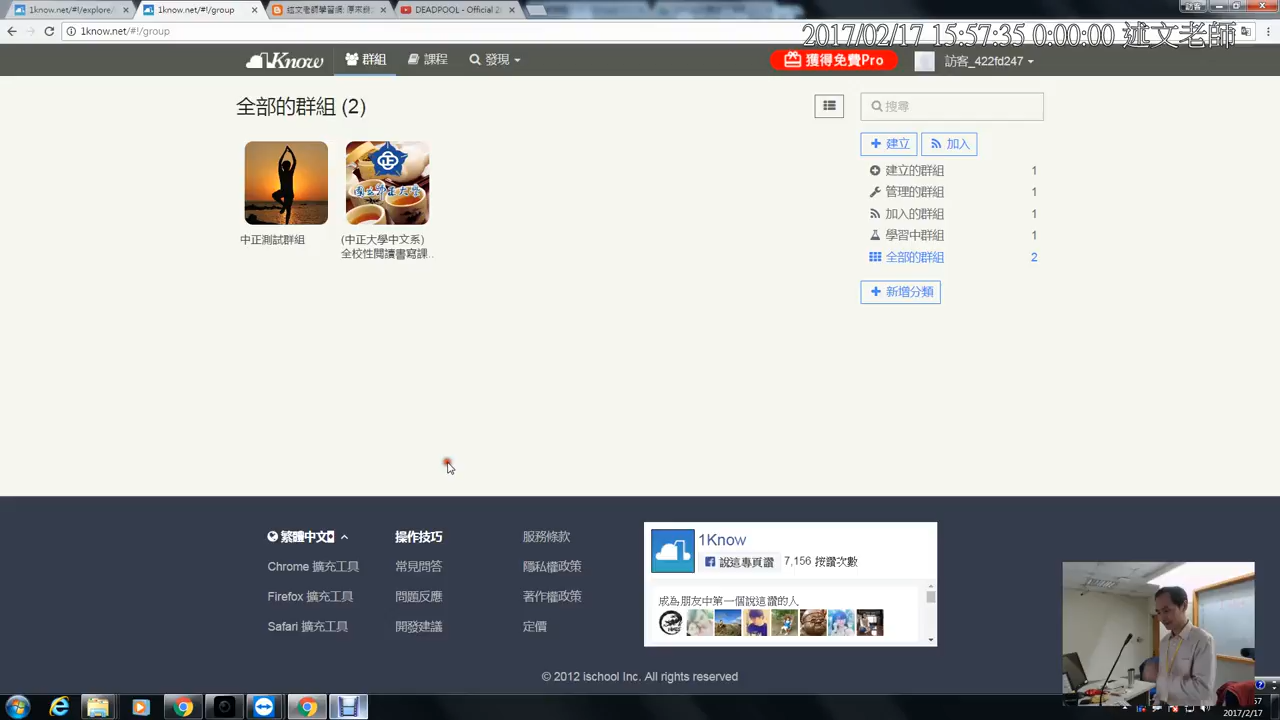 1know.net/#!/explore/
1know.net/#!/group
DEADPOOL - Official 2
1know.net/#!/group
訪客
2017/02/17 15:57:35 0:00:00 述文老師
1Know
群組
課程
發現
獲得免費Pro
訪客_422fd247
全部的群組 (2)
搜尋
建立
加入
建立的群組 1
管理的群組 1
加入的群組 1
學習中群組 1
全部的群組 2
新增分類
中正測試群組
(中正大學中文系)
全校性閱讀書寫課..
繁體中文
操作技巧
服務條款
Chrome 擴充工具
常見問答
隱私權政策
Firefox 擴充工具
問題反應
著作權政策
Safari 擴充工具
開發建議
定價
1Know
說這專頁讚
7,156 按讚次數
成為朋友中第一個說這讚的人
© 2012 ischool Inc. All rights reserved
2017/2/17